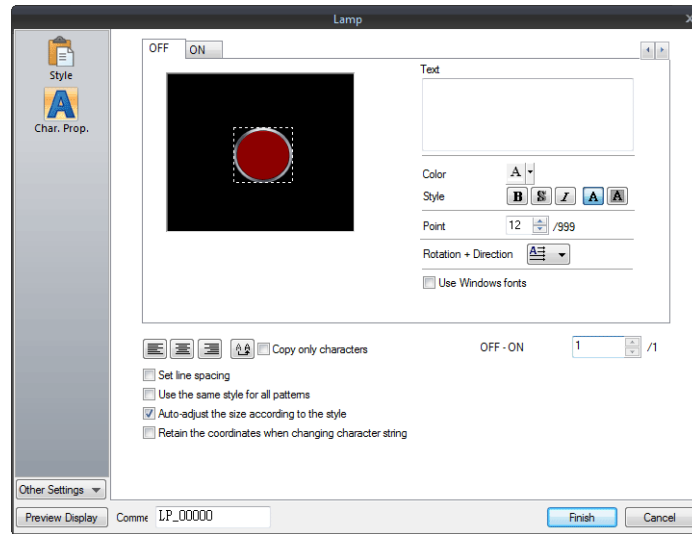 Lamp
Style
Char. Prop.
OFF ON
Text
Color A
Style B S I A A
Point 12 /999
Rotation + Direction A
Use Windows fonts
A A Copy only characters OFF - ON 1 /1
Set line spacing
Use the same style for all patterns
Auto-adjust the size according to the style
Retain the coordinates when changing character string
Other Settings
Preview Display Comme LP_00000 Finish Cancel